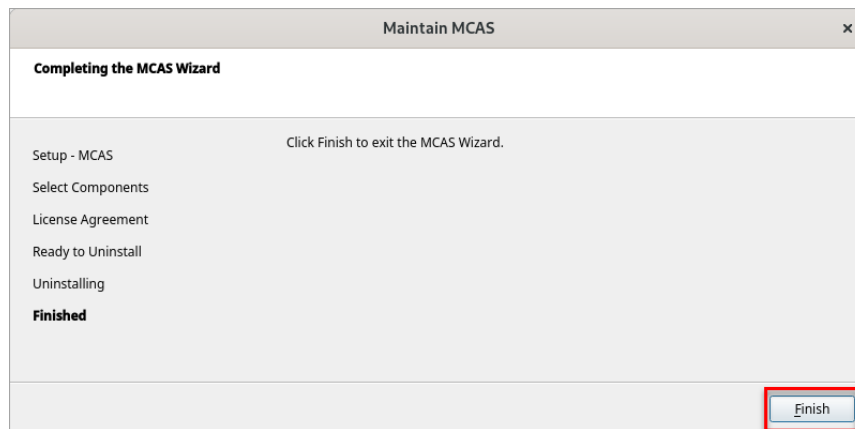 Maintain MCAS
Completing the MCAS Wizard
Setup - MCAS
Select Components
License Agreement
Ready to Uninstall
Uninstalling
Finished
Click Finish to exit the MCAS Wizard.
Finish